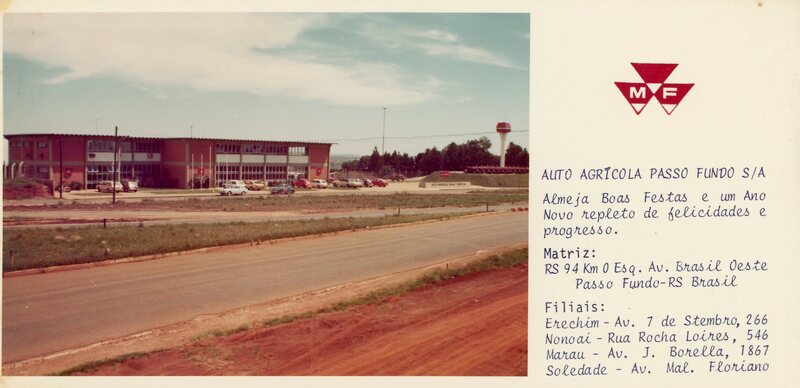 M F
AUTO AGRÍCOLA PASSO FUNDO S/A
Almeja Boas Festas e um Ano
Novo repleto de felicidades e
progresso.
Matriz:
RS 94 Km 0 Esq. Av. Brasil Oeste
Passo Fundo-RS Brasil
Filiais:
Erechim - Av. 7 de Stembro, 266
Nonoai - Rua Rocha Loires, 546
Marau - Av. J. Borella, 1867
Soledade - Av. Mal. Floriano